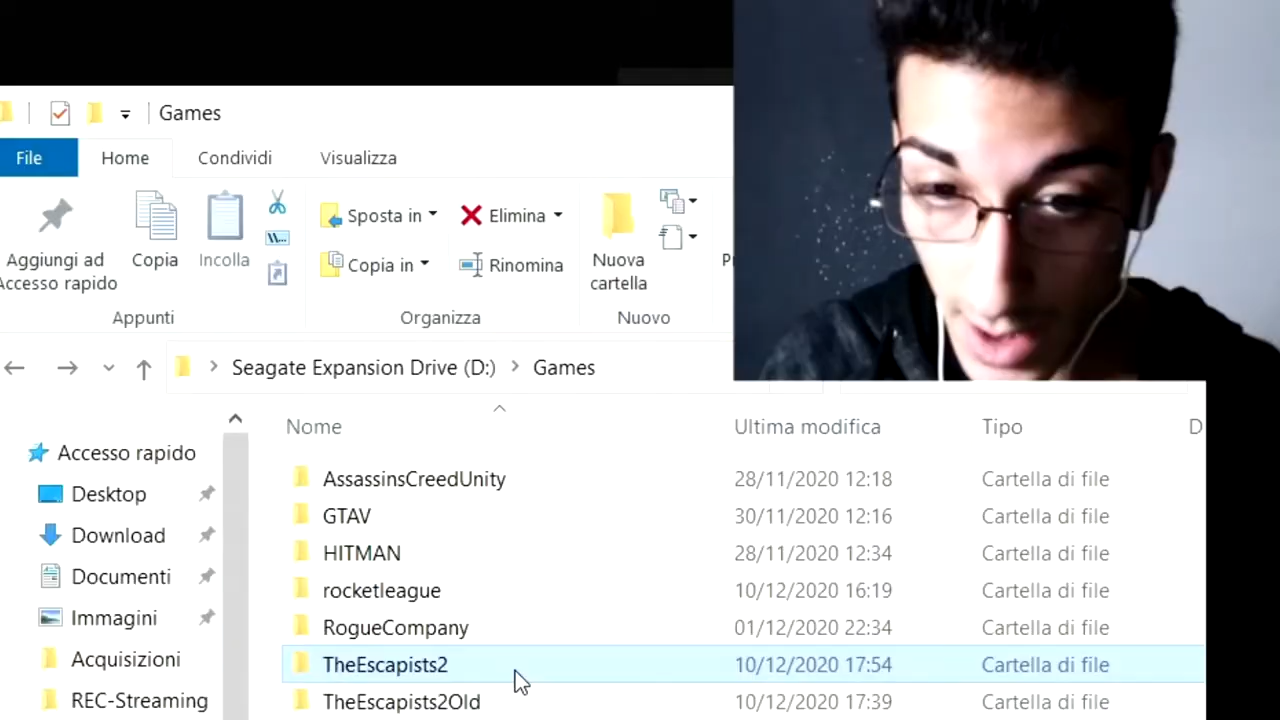 Games
File Home Condividi Visualizza
Aggiungi ad Accesso rapido
Copia
Incolla
Sposta in
Copia in
Elimina
Rinomina
Nuova cartella
Appunti
Organizza
Nuovo
Seagate Expansion Drive (D:) > Games
Nome Ultima modifica Tipo D
Accesso rapido
Desktop
Download
Documenti
Immagini
Acquisizioni
REC-Streaming
AssassinsCreedUnity 28/11/2020 12:18 Cartella di file
GTAV 30/11/2020 12:16 Cartella di file
HITMAN 28/11/2020 12:34 Cartella di file
rocketleague 10/12/2020 16:19 Cartella di file
RogueCompany 01/12/2020 22:34 Cartella di file
TheEscapists2 10/12/2020 17:54 Cartella di file
TheEscapists2Old 10/12/2020 17:39 Cartella di file